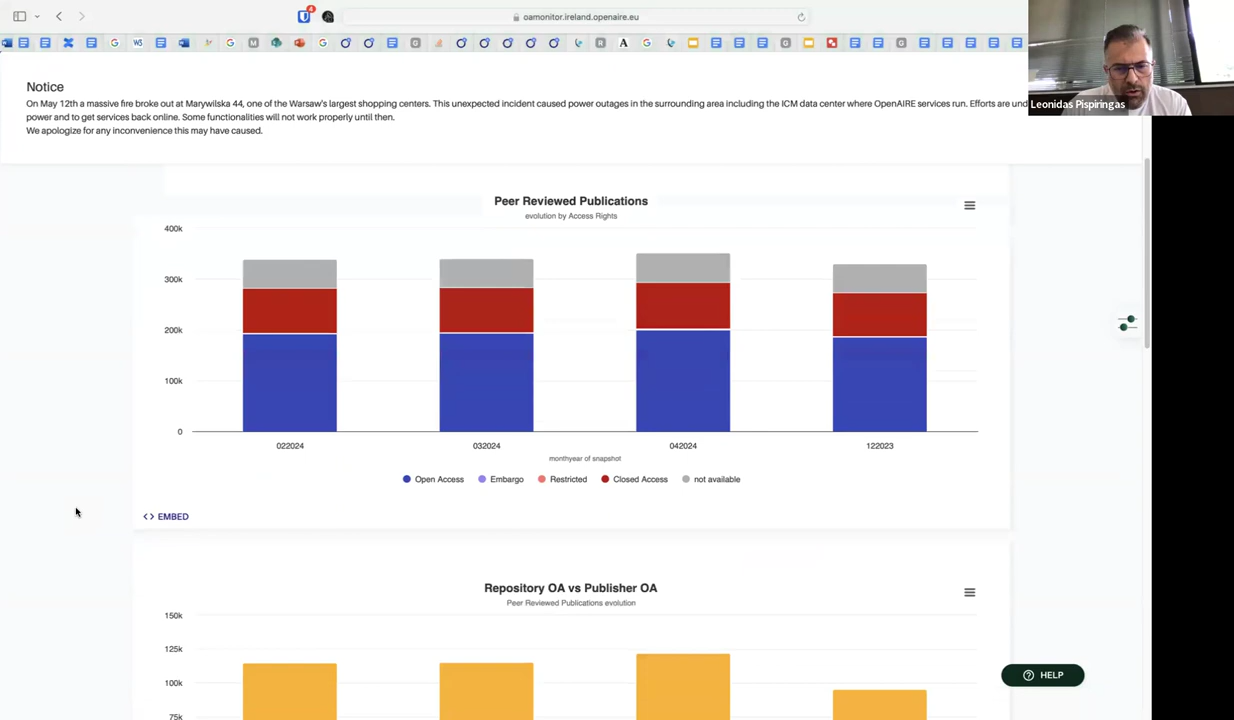 4
oamonitor.ireland.openaire.eu
Leonidas Pispiringas
Notice
On May 12th a massive fire broke out at Marywilska 44, one of the Warsaw's largest shopping centers. This unexpected incident caused power outages in the surrounding area including the ICM data center where OpenAIRE services run. Efforts are
power and to get services back online. Some functionalities will not work properly until then.
We apologize for any inconvenience this may have caused.
Peer Reviewed Publications
evolution by Access Rights
400k
300k
200k
100k
0
022024 032024 042024 122023
monthyear of snapshot
Open Access Embargo Restricted Closed Access not available
<> EMBED
Repository OA vs Publisher OA
Peer Reviewed Publications evolution
150k
125k
100k
75k
HELP